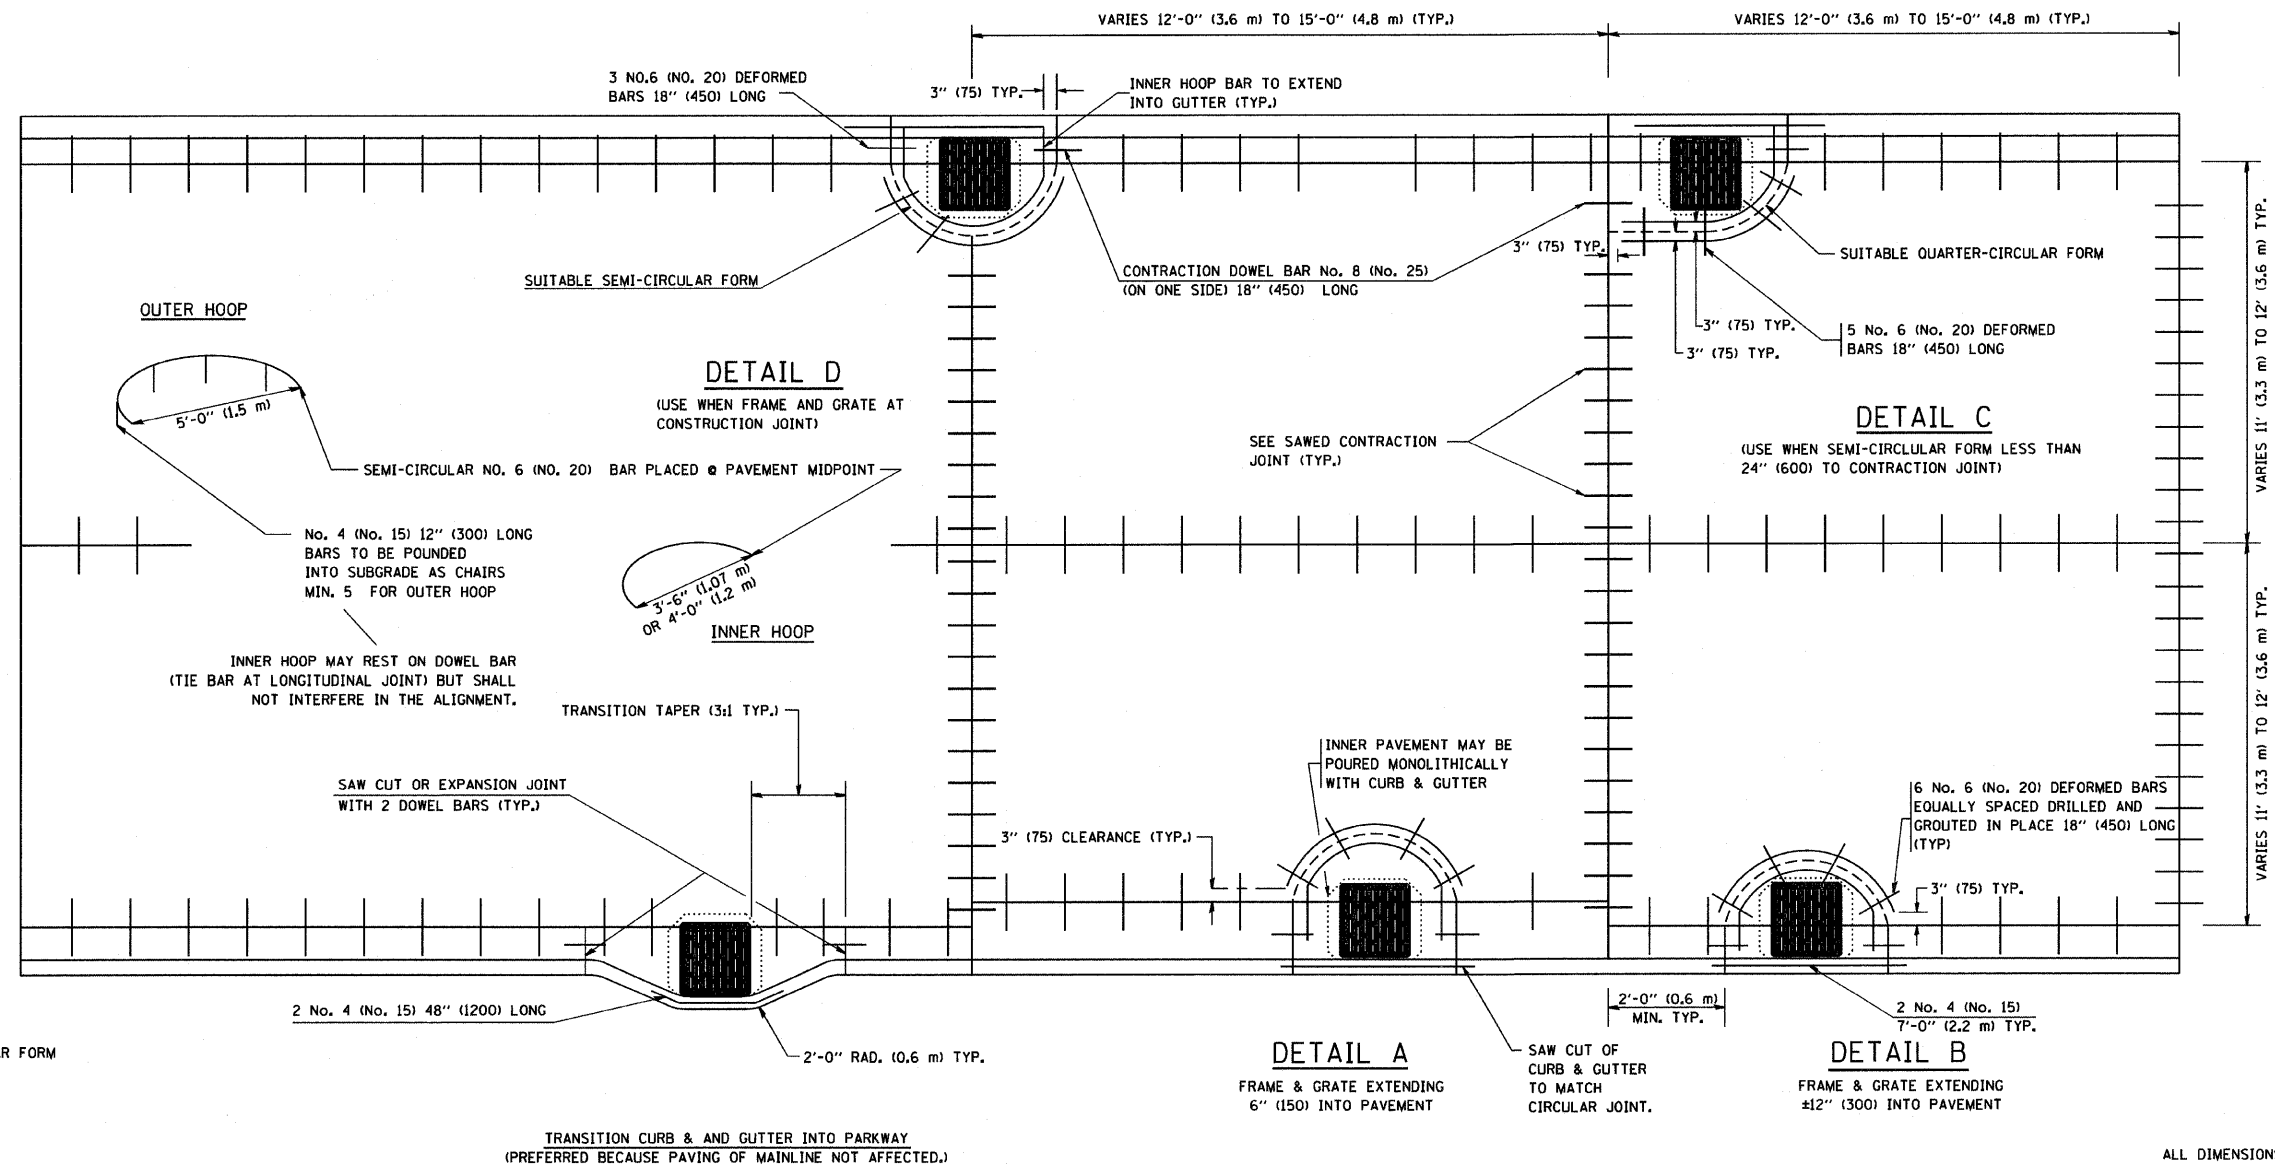 VARIES 12'-0" (3.6 m) TO 15'-0" (4.8 m) (TYP.)
VARIES 12'-0" (3.6 m) TO 15'-0" (4.8 m) (TYP.)
3 NO.6 (NO. 20) DEFORMED
BARS 18" (450) LONG
3" (75) TYP.
INNER HOOP BAR TO EXTEND
INTO GUTTER (TYP.)
SUITABLE SEMI-CIRCULAR FORM
CONTRACTION DOWEL BAR No. 8 (No. 25)
(ON ONE SIDE) 18" (450) LONG
3" (75) TYP.
SUITABLE QUARTER-CIRCULAR FORM
3" (75) TYP.
3" (75) TYP.
5 No. 6 (No. 20) DEFORMED
BARS 18" (450) LONG
VARIES 11' (3.3 m) TO 12' (3.6 m) TYP.
OUTER HOOP
5'-0" (1.5 m)
DETAIL D
(USE WHEN FRAME AND GRATE AT
CONSTRUCTION JOINT)
SEMI-CIRCULAR NO. 6 (NO. 20) BAR PLACED @ PAVEMENT MIDPOINT
SEE SAWED CONTRACTION
JOINT (TYP.)
DETAIL C
(USE WHEN SEMI-CIRCLULAR FORM LESS THAN
24" (600) TO CONTRACTION JOINT)
No. 4 (No. 15) 12" (300) LONG
BARS TO BE POUNDED
INTO SUBGRADE AS CHAIRS
MIN. 5 FOR OUTER HOOP
3'-6" (1.07 m)
OR 4'-0" (1.2 m)
INNER HOOP
INNER HOOP MAY REST ON DOWEL BAR
(TIE BAR AT LONGITUDINAL JOINT) BUT SHALL
NOT INTERFERE IN THE ALIGNMENT.
VARIES 11' (3.3 m) TO 12' (3.6 m) TYP.
TRANSITION TAPER (3:1 TYP.)
SAW CUT OR EXPANSION JOINT
WITH 2 DOWEL BARS (TYP.)
INNER PAVEMENT MAY BE
POURED MONOLITHICALLY
WITH CURB & GUTTER
3" (75) CLEARANCE (TYP.)
6 No. 6 (No. 20) DEFORMED BARS
EQUALLY SPACED DRILLED AND
GROUTED IN PLACE 18" (450) LONG
(TYP)
3" (75) TYP.
2 No. 4 (No. 15) 48" (1200) LONG
2'-0" RAD. (0.6 m) TYP.
2'-0" (0.6 m)
MIN. TYP.
2 No. 4 (No. 15)
7'-0" (2.2 m) TYP.
R FORM
DETAIL A
FRAME & GRATE EXTENDING
6" (150) INTO PAVEMENT
SAW CUT OF
CURB & GUTTER
TO MATCH
CIRCULAR JOINT.
DETAIL B
FRAME & GRATE EXTENDING
±12" (300) INTO PAVEMENT
TRANSITION CURB & AND GUTTER INTO PARKWAY
(PREFERRED BECAUSE PAVING OF MAINLINE NOT AFFECTED.)
ALL DIMENSION